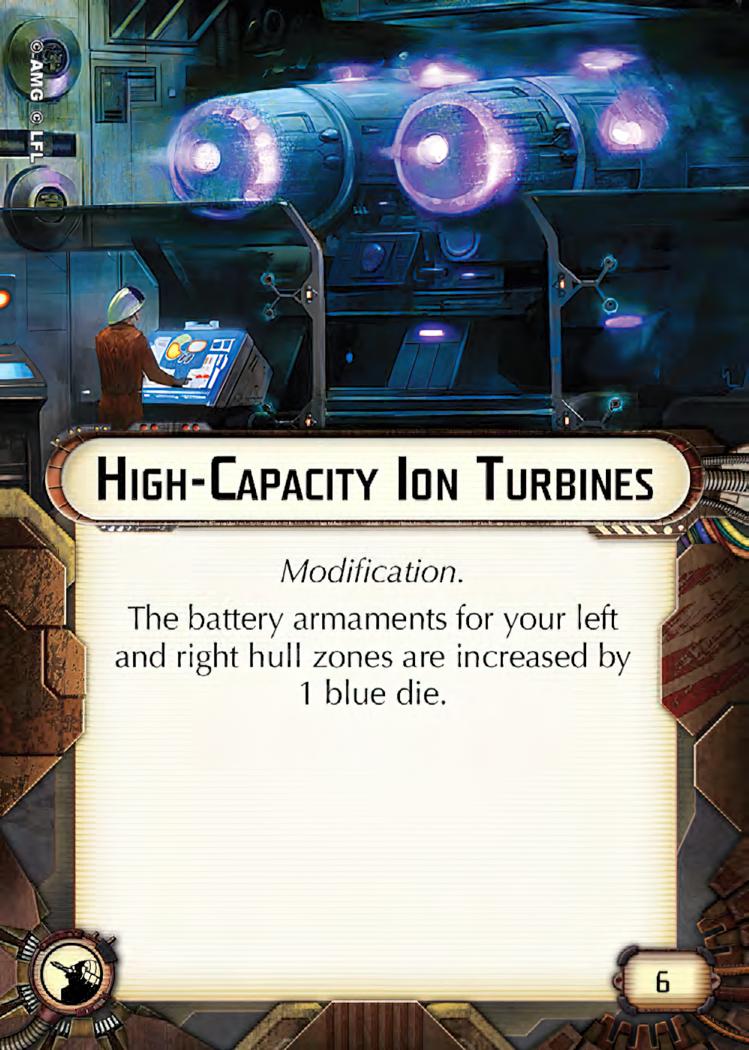 © AMG © LFL
High-Capacity Ion Turbines
Modification.
The battery armaments for your left
and right hull zones are increased by
1 blue die.
6